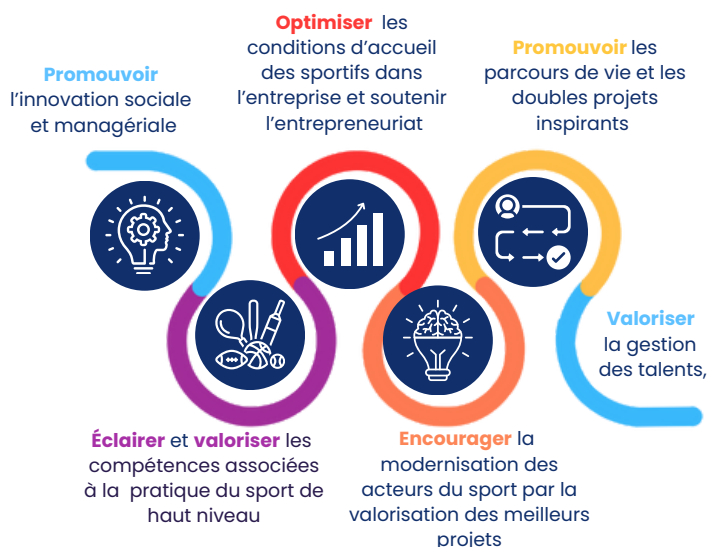 Promouvoir
l'innovation sociale
et managériale
Éclairer et valoriser les
compétences associées
à la pratique du sport de
haut niveau
Optimiser les
conditions d'accueil
des sportifs dans
l'entreprise et soutenir
l'entrepreneuriat
Encourager la
modernisation des
acteurs du sport par la
valorisation des meilleurs
projets
Promouvoir les
parcours de vie et les
doubles projets
inspirants
Valoriser
la gestion
des talents,